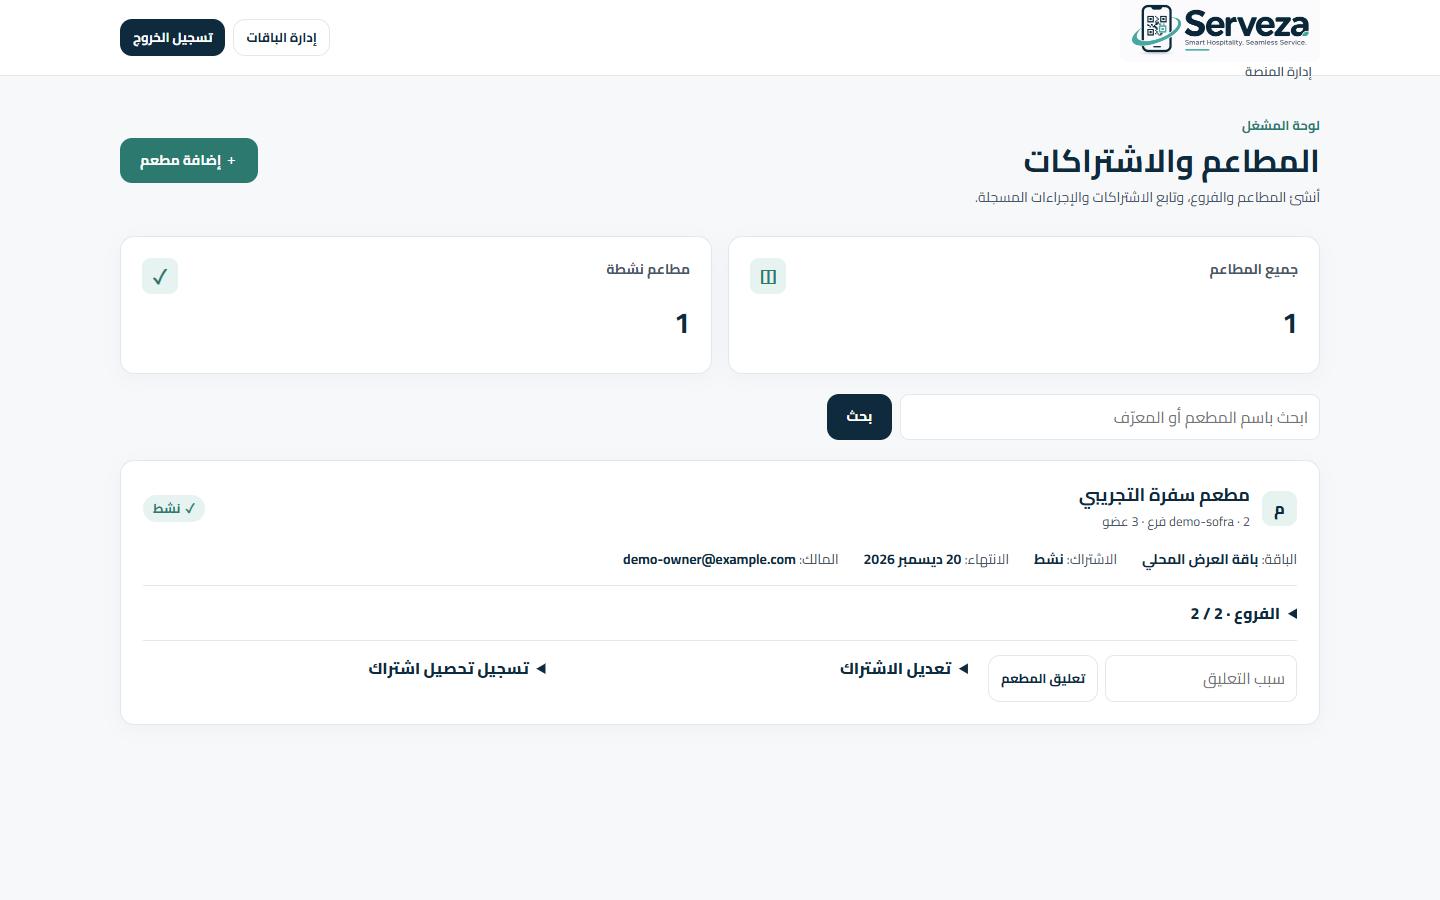 Serveza
Smart Hospitality. Seamless Service.
إدارة المنصة
إدارة الباقات
تسجيل الخروج
لوحة المشغل
المطاعم والاشتراكات
أنشئ المطاعم والفروع، وتابع الاشتراكات والإجراءات المسجلة.
+ إضافة مطعم
جميع المطاعم
1
مطاعم نشطة
✓
1
ابحث باسم المطعم أو المعرّف
بحث
م
مطعم سفرة التجريبي
demo-sofra · 2 فرع · 3 عضو
✓ نشط
الباقة: باقة العرض المحلي الاشتراك: نشط الانتهاء: 20 ديسمبر 2026 المالك: demo-owner@example.com
الفروع · 2 / 2
سبب التعليق
تعليق المطعم
تعديل الاشتراك
تسجيل تحصيل اشتراك